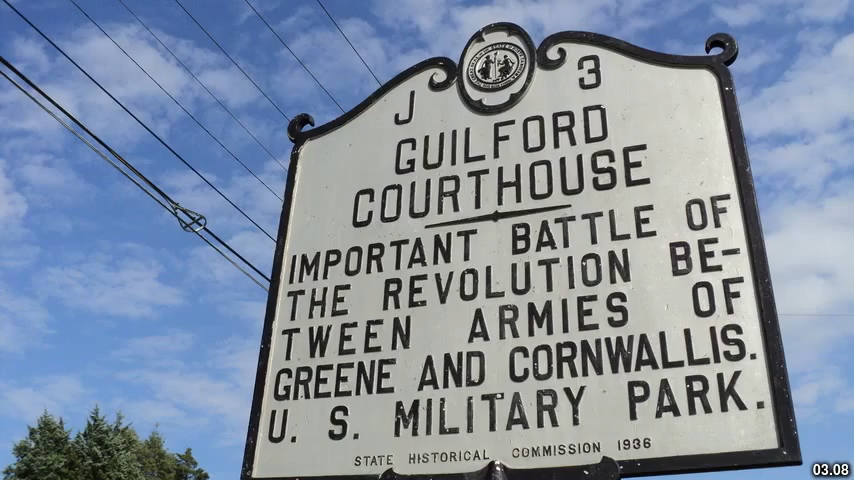 J 3
GUILFORD
COURTHOUSE
IMPORTANT BATTLE OF
THE REVOLUTION BE-
TWEEN ARMIES OF
GREENE AND CORNWALLIS.
U. S. MILITARY PARK.
STATE HISTORICAL COMMISSION 1936
03.08